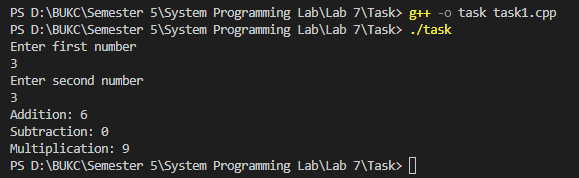 PS D:\BUKC\Semester 5\System Programming Lab\Lab 7\Task> g++ -o task task1.cpp
PS D:\BUKC\Semester 5\System Programming Lab\Lab 7\Task> ./task
Enter first number
3
Enter second number
3
Addition: 6
Subtraction: 0
Multiplication: 9
PS D:\BUKC\Semester 5\System Programming Lab\Lab 7\Task>